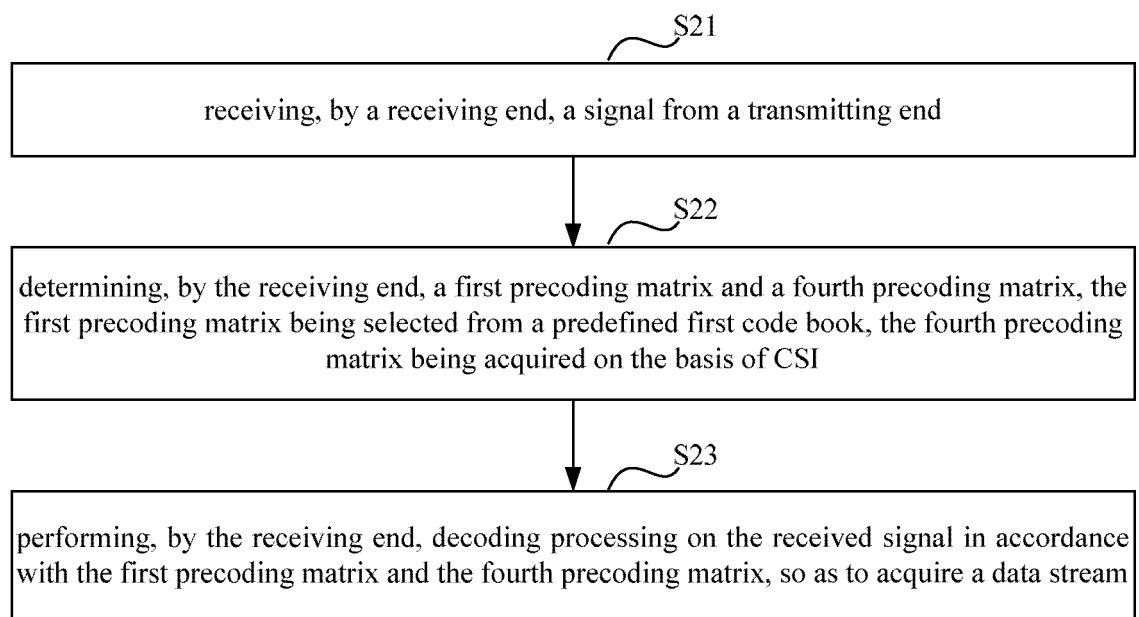 S21
receiving, by a receiving end, a signal from a transmitting end
S22
determining, by the receiving end, a first precoding matrix and a fourth precoding matrix, the
first precoding matrix being selected from a predefined first code book, the fourth precoding
matrix being acquired on the basis of CSI
S23
performing, by the receiving end, decoding processing on the received signal in accordance
with the first precoding matrix and the fourth precoding matrix, so as to acquire a data stream